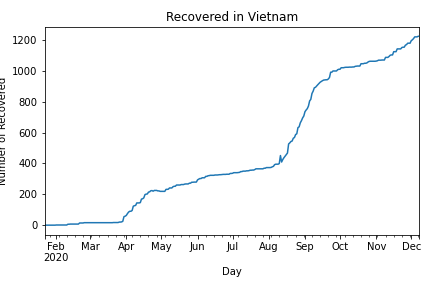 Recovered in Vietnam
1200
1000
800
600
400
200
0
Number of Recovered
Feb Mar Apr May Jun Jul Aug Sep Oct Nov Dec
2020
Day